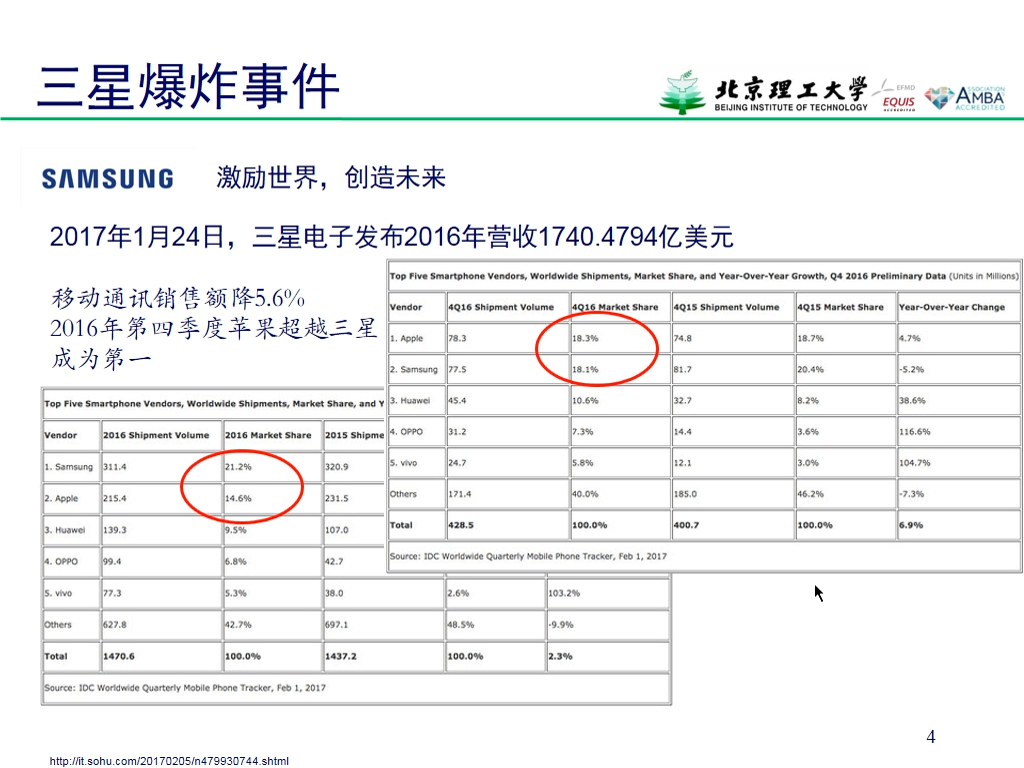 三星爆炸事件
北京理工大学
BEIJING INSTITUTE OF TECHNOLOGY
EFMD
EQUIS
ACCREDITED
ASSOCIATION
AMBA
ACCREDITED
SAMSUNG 激励世界，创造未来
2017年1月24日，三星电子发布2016年营收1740.4794亿美元
移动通讯销售额降5.6%
2016年第四季度苹果超越三星
成为第一
Top Five Smartphone Vendors, Worldwide Shipments, Market Share, and Year-Over-Year Growth, Q4 2016 Preliminary Data (Units in Millions)
Vendor 4Q16 Shipment Volume 4Q16 Market Share 4Q15 Shipment Volume 4Q15 Market Share Year-Over-Year Change
1. Apple 78.3 18.3% 74.8 18.7% 4.7%
2. Samsung 77.5 18.1% 81.7 20.4% -5.2%
3. Huawei 45.4 10.6% 32.7 8.2% 38.6%
4. OPPO 31.2 7.3% 14.4 3.6% 116.6%
5. vivo 24.7 5.8% 12.1 3.0% 104.7%
Others 171.4 40.0% 185.0 46.2% -7.3%
Total 428.5 100.0% 400.7 100.0% 6.9%
Source: IDC Worldwide Quarterly Mobile Phone Tracker, Feb 1, 2017
Top Five Smartphone Vendors, Worldwide Shipments, Market Share, and Y
Vendor 2016 Shipment Volume 2016 Market Share 2015 Shipme
1. Samsung 311.4 21.2% 320.9
2. Apple 215.4 14.6% 231.5
3. Huawei 139.3 9.5% 107.0
4. OPPO 99.4 6.8% 42.7
5. vivo 77.3 5.3% 38.0 2.6% 103.2%
Others 627.8 42.7% 697.1 48.5% -9.9%
Total 1470.6 100.0% 1437.2 100.0% 2.3%
Source: IDC Worldwide Quarterly Mobile Phone Tracker, Feb 1, 2017
4
http://it.sohu.com/20170205/n479930744.shtml